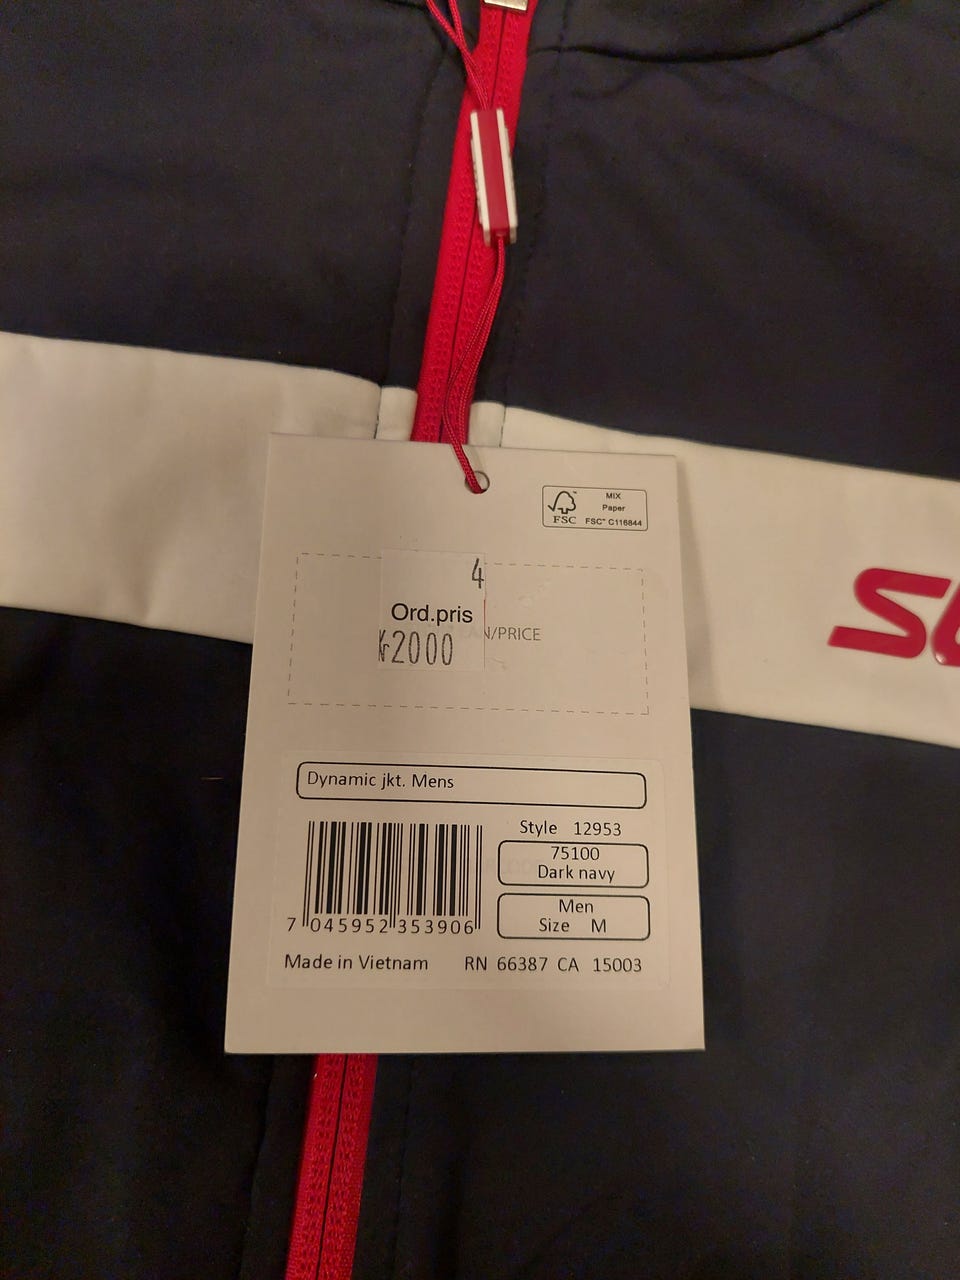 MIX
Paper
FSC™ C116844
FSC
4
Ord.pris
kr2000
N/PRICE
Dynamic jkt. Mens
Style 12953
75100
Dark navy
Men
Size M
7 045952 353906
Made in Vietnam RN 66387 CA 15003